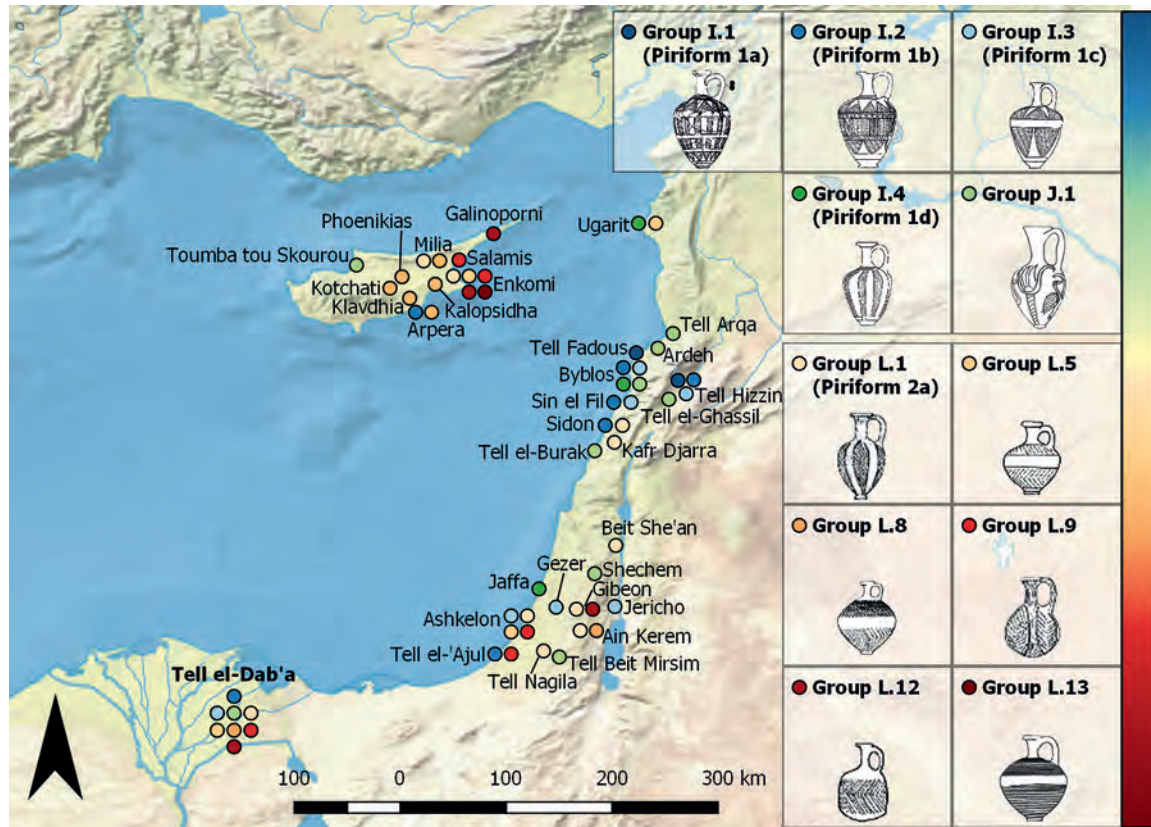 Group I.1
(Piriform 1a)
Group I.2
(Piriform 1b)
Group I.3
(Piriform 1c)
Group I.4
(Piriform 1d)
Group J.1
Group L.1
(Piriform 2a)
Group L.5
Group L.8
Group L.9
Group L.12
Group L.13
Galinoporni
Phoenikias
Ugarit
Milia
Salamis
Toumba tou Skourou
Kotchati
Enkomi
Klavdhia
Kalopsidha
Arpera
Tell Arqa
Tell Fadous
Ardeh
Byblos
Tell Hizzin
Sin el Fil
Tell el-Ghassil
Sidon
Kafr Djarra
Tell el-Burak
Beit She'an
Gezer
Shechem
Jaffa
Gibeon
Jericho
Ashkelon
Ain Kerem
Tell el-'Ajul
Tell Beit Mirsim
Tell Nagila
Tell el-Dab'a
100 0 100 200 300 km